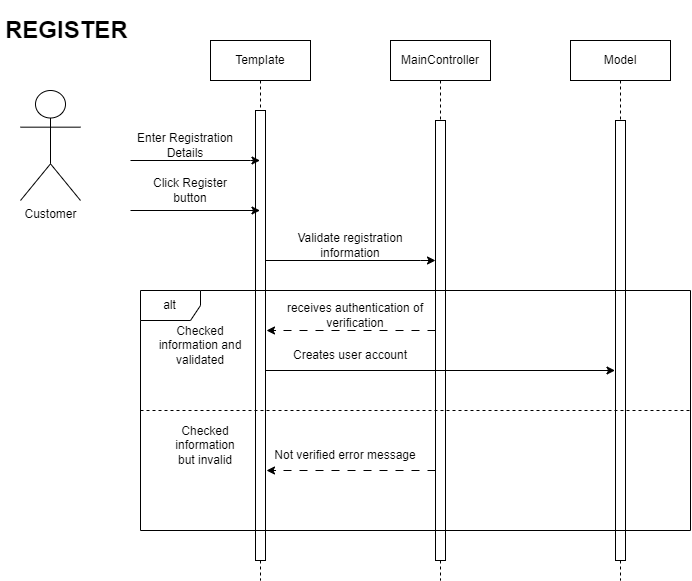 REGISTER
Template
MainController
Model
Enter Registration
Details
Click Register
button
Customer
Validate registration
information
alt
receives authentication of
verification
Checked
information and
validated
Creates user account
Checked
information
but invalid
Not verified error message